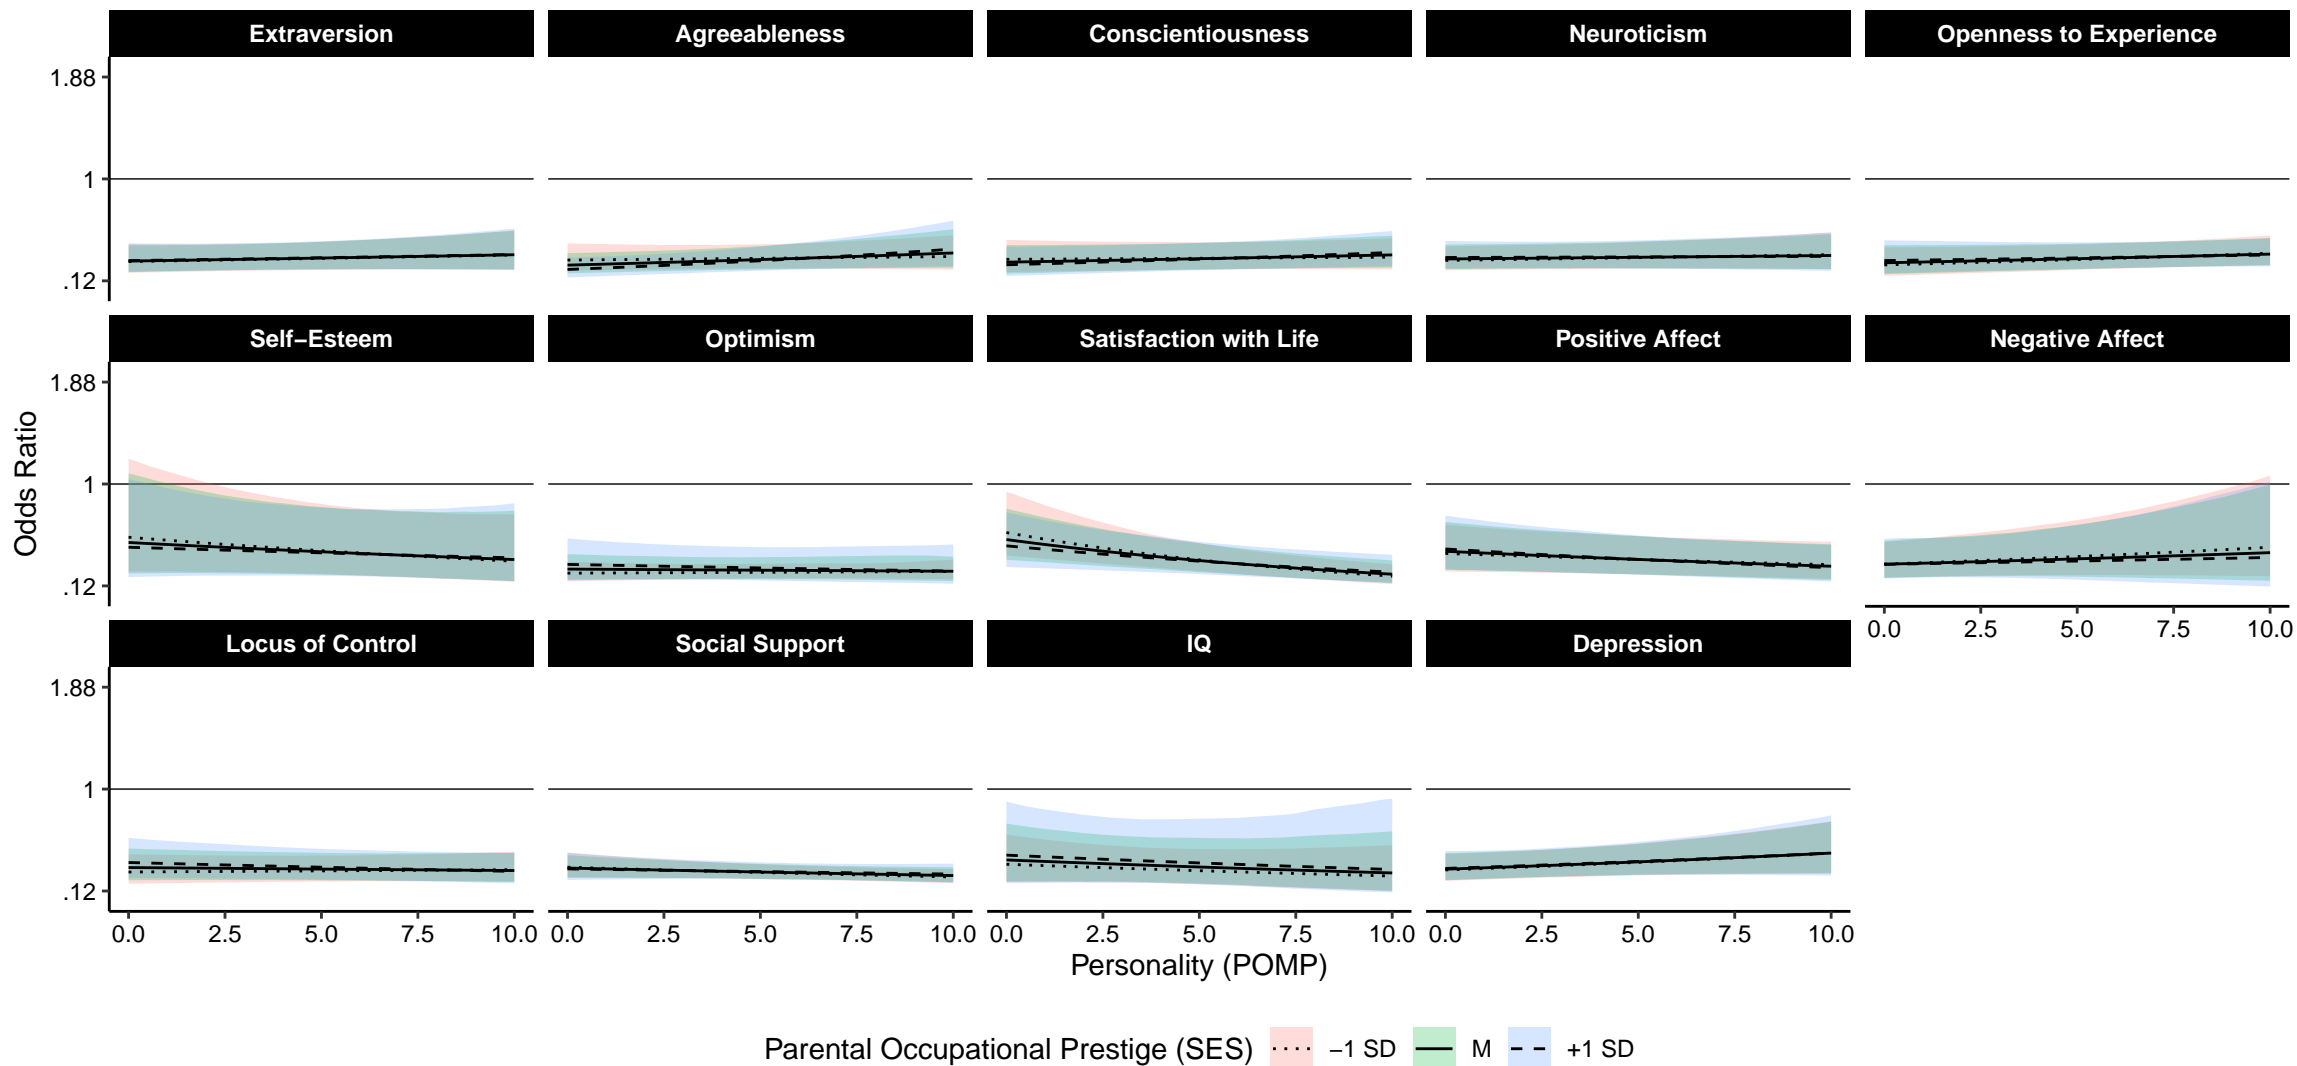 Extraversion Agreeableness Conscientiousness Neuroticism Openness to Experience
1.88
1
.12
Self−Esteem Optimism Satisfaction with Life Positive Affect Negative Affect
1.88
1
.12
0.0 2.5 5.0 7.5 10.0
Locus of Control Social Support IQ Depression
1.88
1
.12
0.0 2.5 5.0 7.5 10.0 0.0 2.5 5.0 7.5 10.0 0.0 2.5 5.0 7.5 10.0 0.0 2.5 5.0 7.5 10.0
Odds Ratio
Personality (POMP)
Parental Occupational Prestige (SES) −1 SD M +1 SD